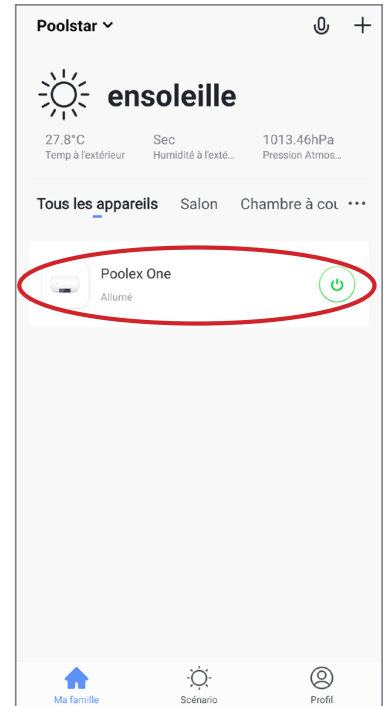 Poolstar
ensoleille
27.8°C Sec 1013.46hPa
Temp à l'extérieur Humidité à l'exté... Pression Atmos...
Tous les appareils Salon Chambre à cou
Poolex One
Allumé
Ma famille Scénario Profil